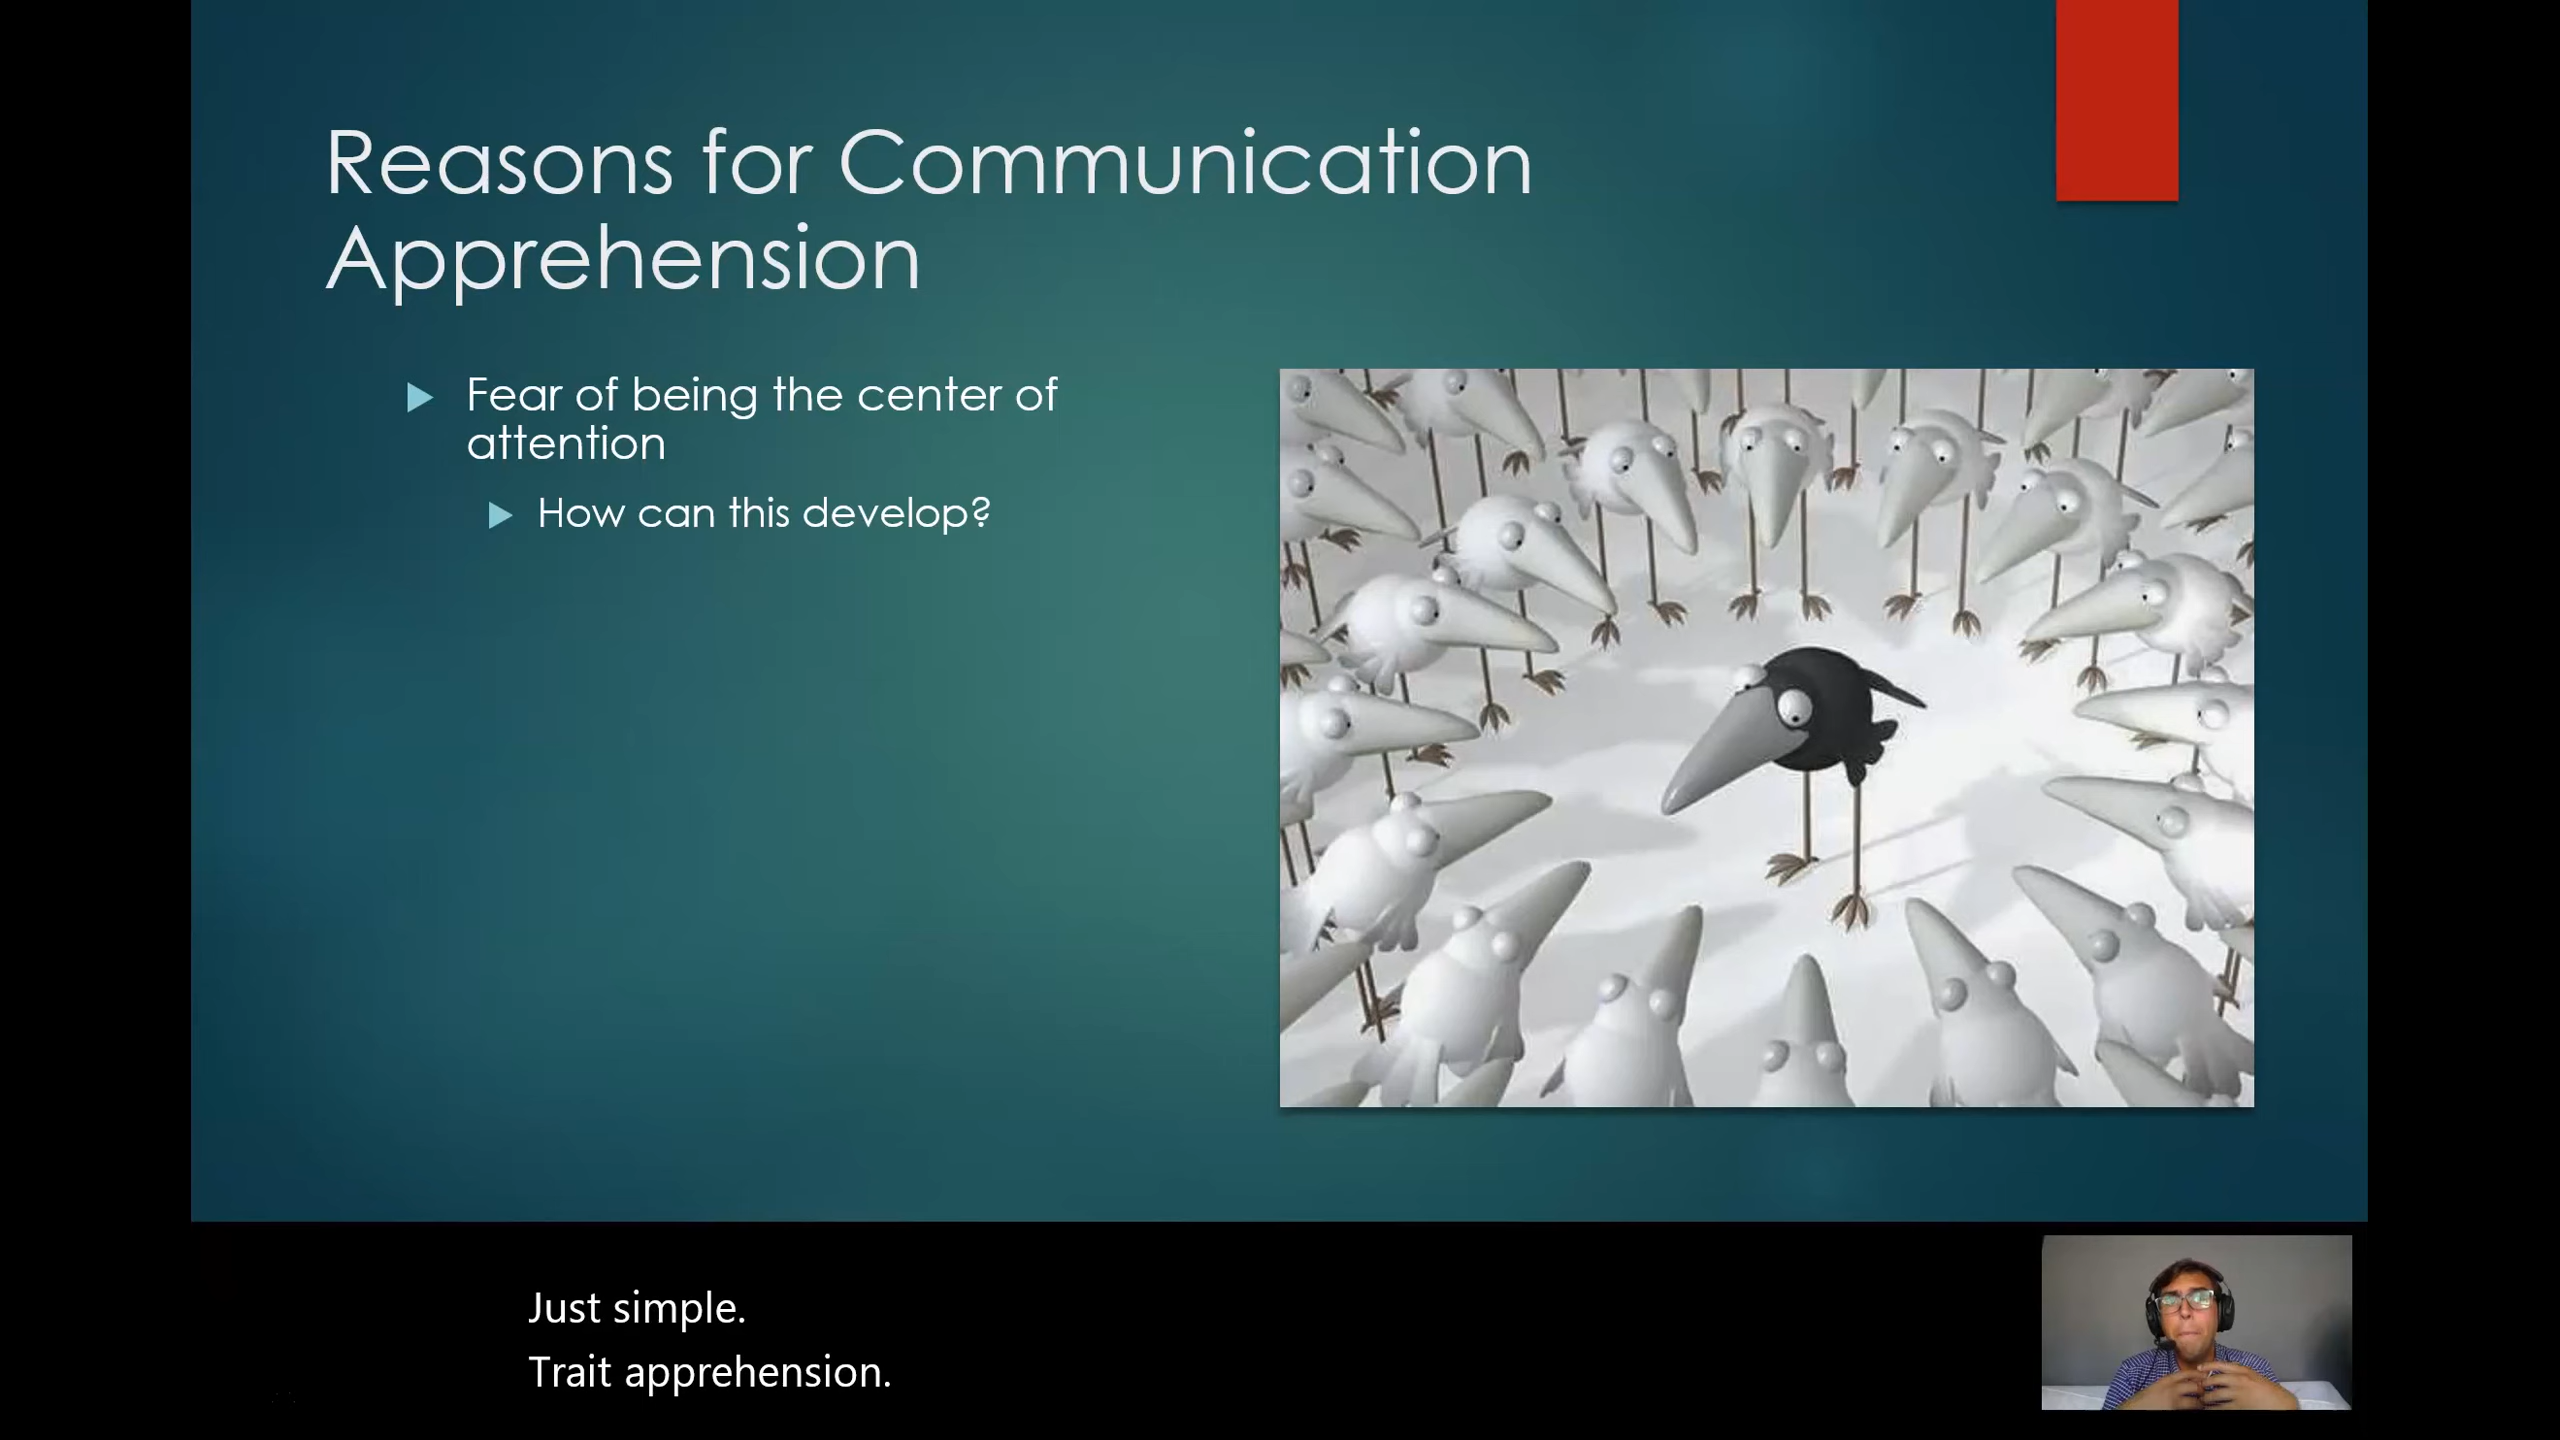 Reasons for Communication
Apprehension
Fear of being the center of
attention
How can this develop?
Just simple.
Trait apprehension.